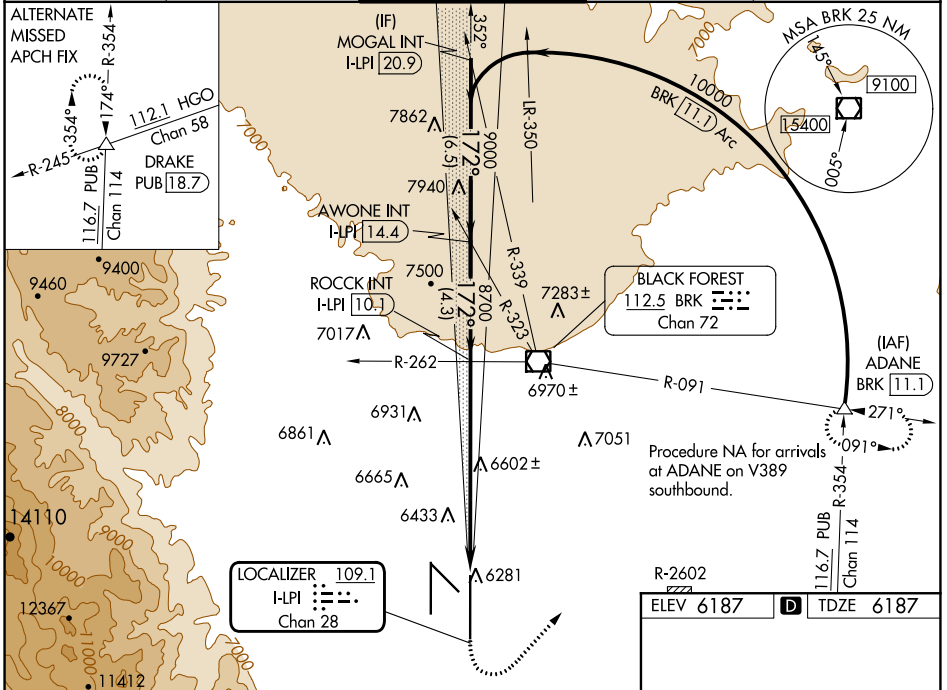 ALTERNATE
MISSED
APCH FIX
R-354
174°
354°
112.1 HGO
Chan 58
R-245
DRAKE
PUB 18.7
116.7 PUB
Chan 114
7000
(IF)
MOGAL INT
I-LPI 20.9
352°
7000
MSA BRK 25 NM
145°
9100
15400
005°
10000
BRK 11.1 Arc
LR-350
7862
172°
(6.5)
9000
7940
AWONE INT
I-LPI 14.4
R-339
9400
9460
7500
ROCCK INT
I-LPI 10.1
172°
(4.3)
8700
R-323
7283±
BLACK FOREST
112.5 BRK
Chan 72
7017
9727
R-262
6970±
R-091
(IAF)
ADANE
BRK 11.1
271°
091°
8000
6931
6861
7051
Procedure NA for arrivals
at ADANE on V389
southbound.
6602±
6665
R-354
6433
14110
9000
116.7 PUB
Chan 114
10000
LOCALIZER 109.1
I-LPI
Chan 28
6281
R-2602
12367
11000
7000
11412
ELEV 6187 D TDZE 6187